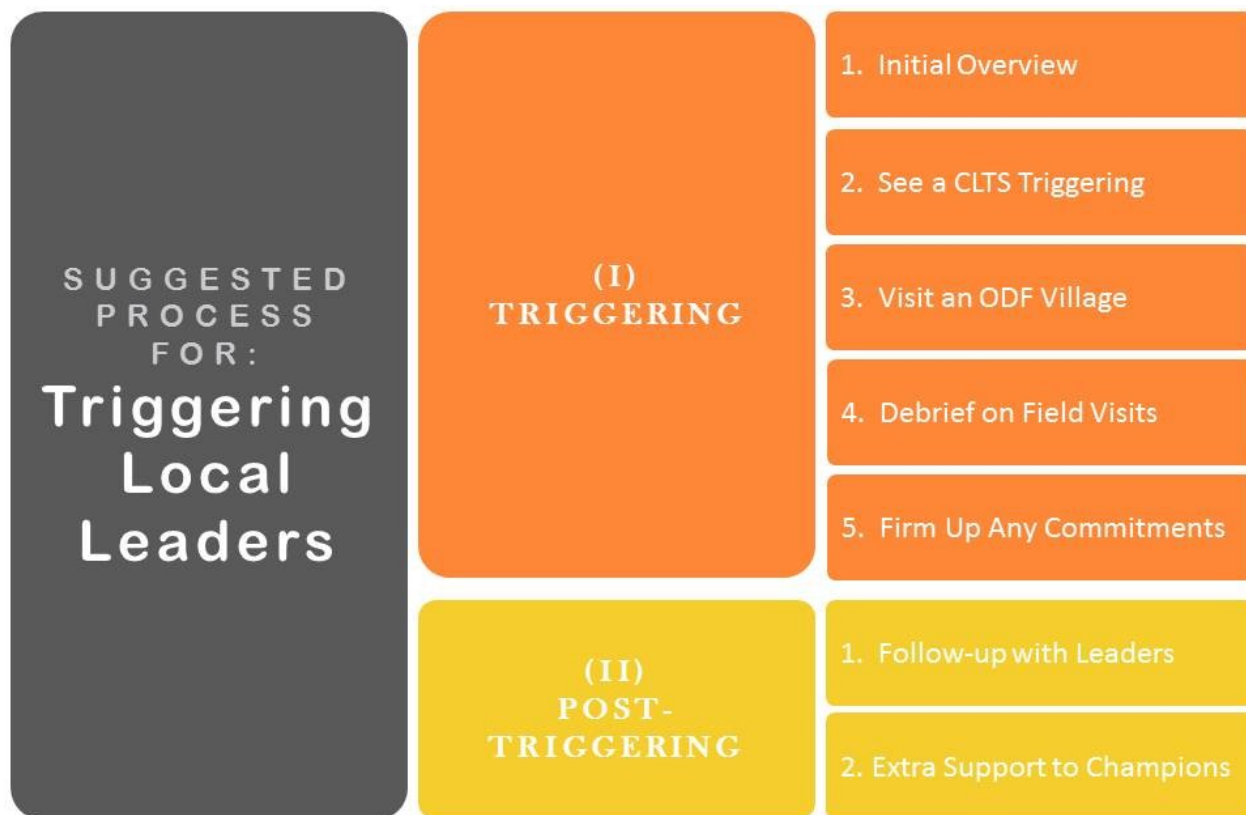 SUGGESTED
PROCESS
FOR:
Triggering
Local
Leaders
(I)
TRIGGERING
1. Initial Overview
2. See a CLTS Triggering
3. Visit an ODF Village
4. Debrief on Field Visits
5. Firm Up Any Commitments
(II)
POST-
TRIGGERING
1. Follow-up with Leaders
2. Extra Support to Champions